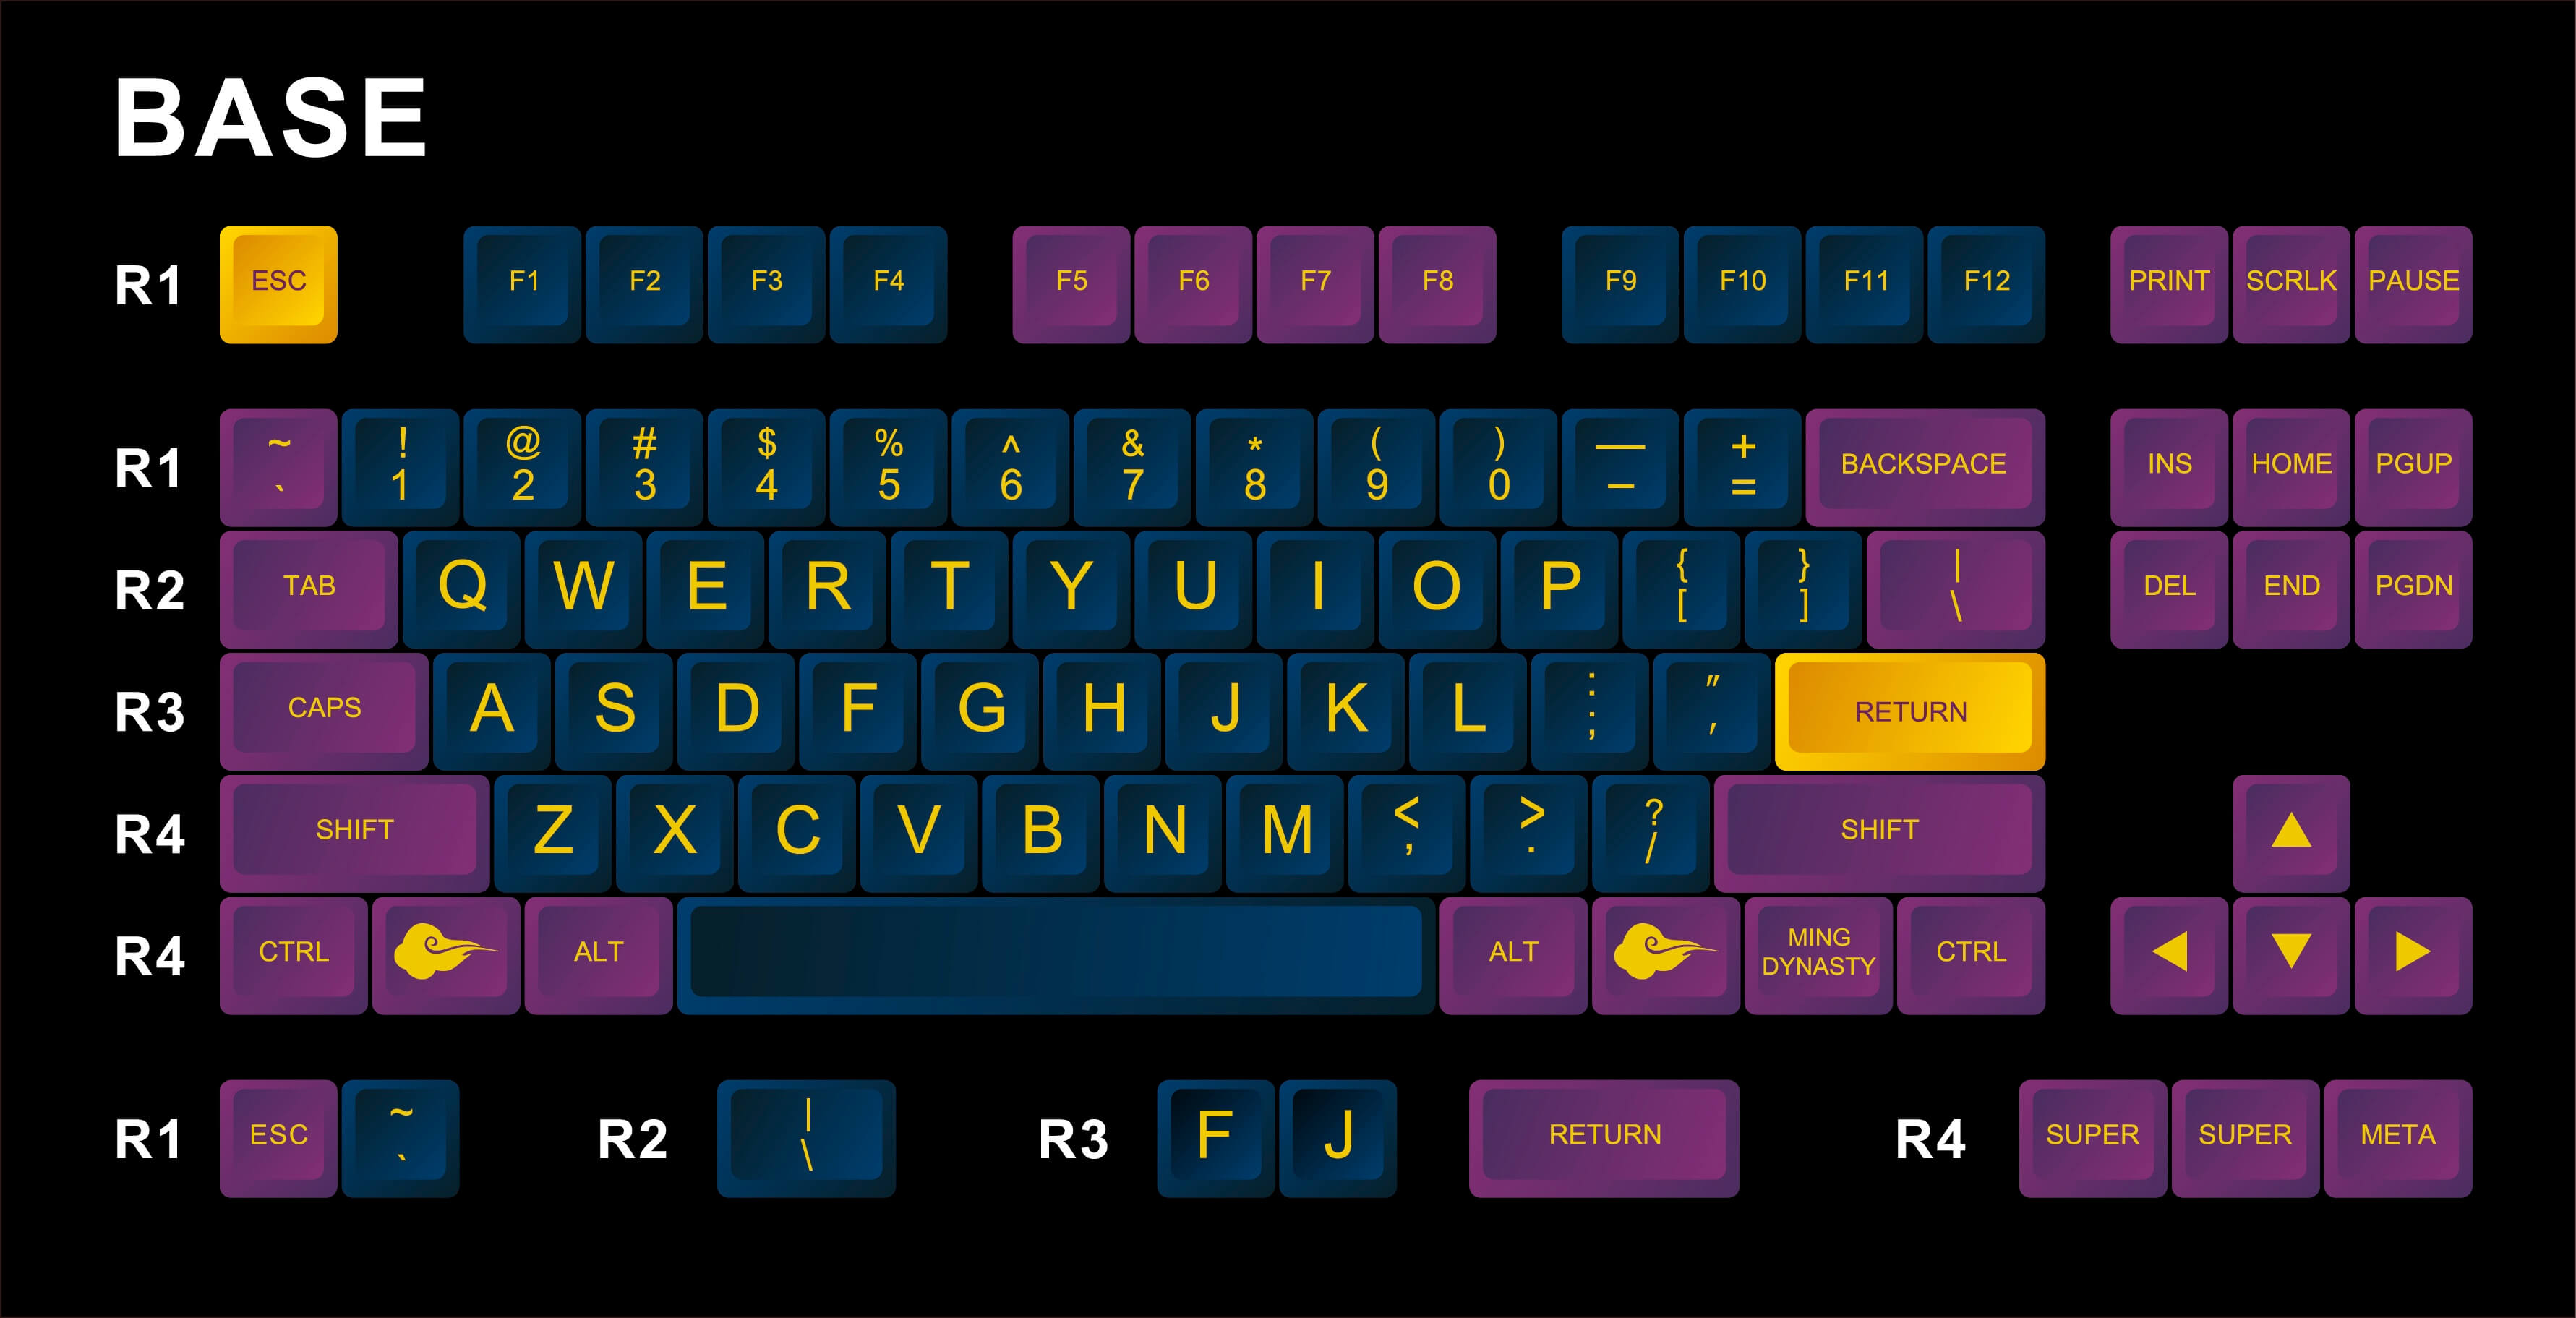 BASE
R1 ESC F1 F2 F3 F4 F5 F6 F7 F8 F9 F10 F11 F12 PRINT SCRLK PAUSE
~ ! @ # $ % ^ & * ( ) — +
R1 ` 1 2 3 4 5 6 7 8 9 0 – = BACKSPACE INS HOME PGUP
{ } |
R2 TAB Q W E R T Y U I O P [ ] \ DEL END PGDN
: "
R3 CAPS A S D F G H J K L ; ' RETURN
< > ?
R4 SHIFT Z X C V B N M , . / SHIFT ▲
R4 CTRL ALT ALT MING DYNASTY CTRL ◀ ▼ ▶
~ |
R1 ESC ` R2 \ R3 F J RETURN R4 SUPER SUPER META